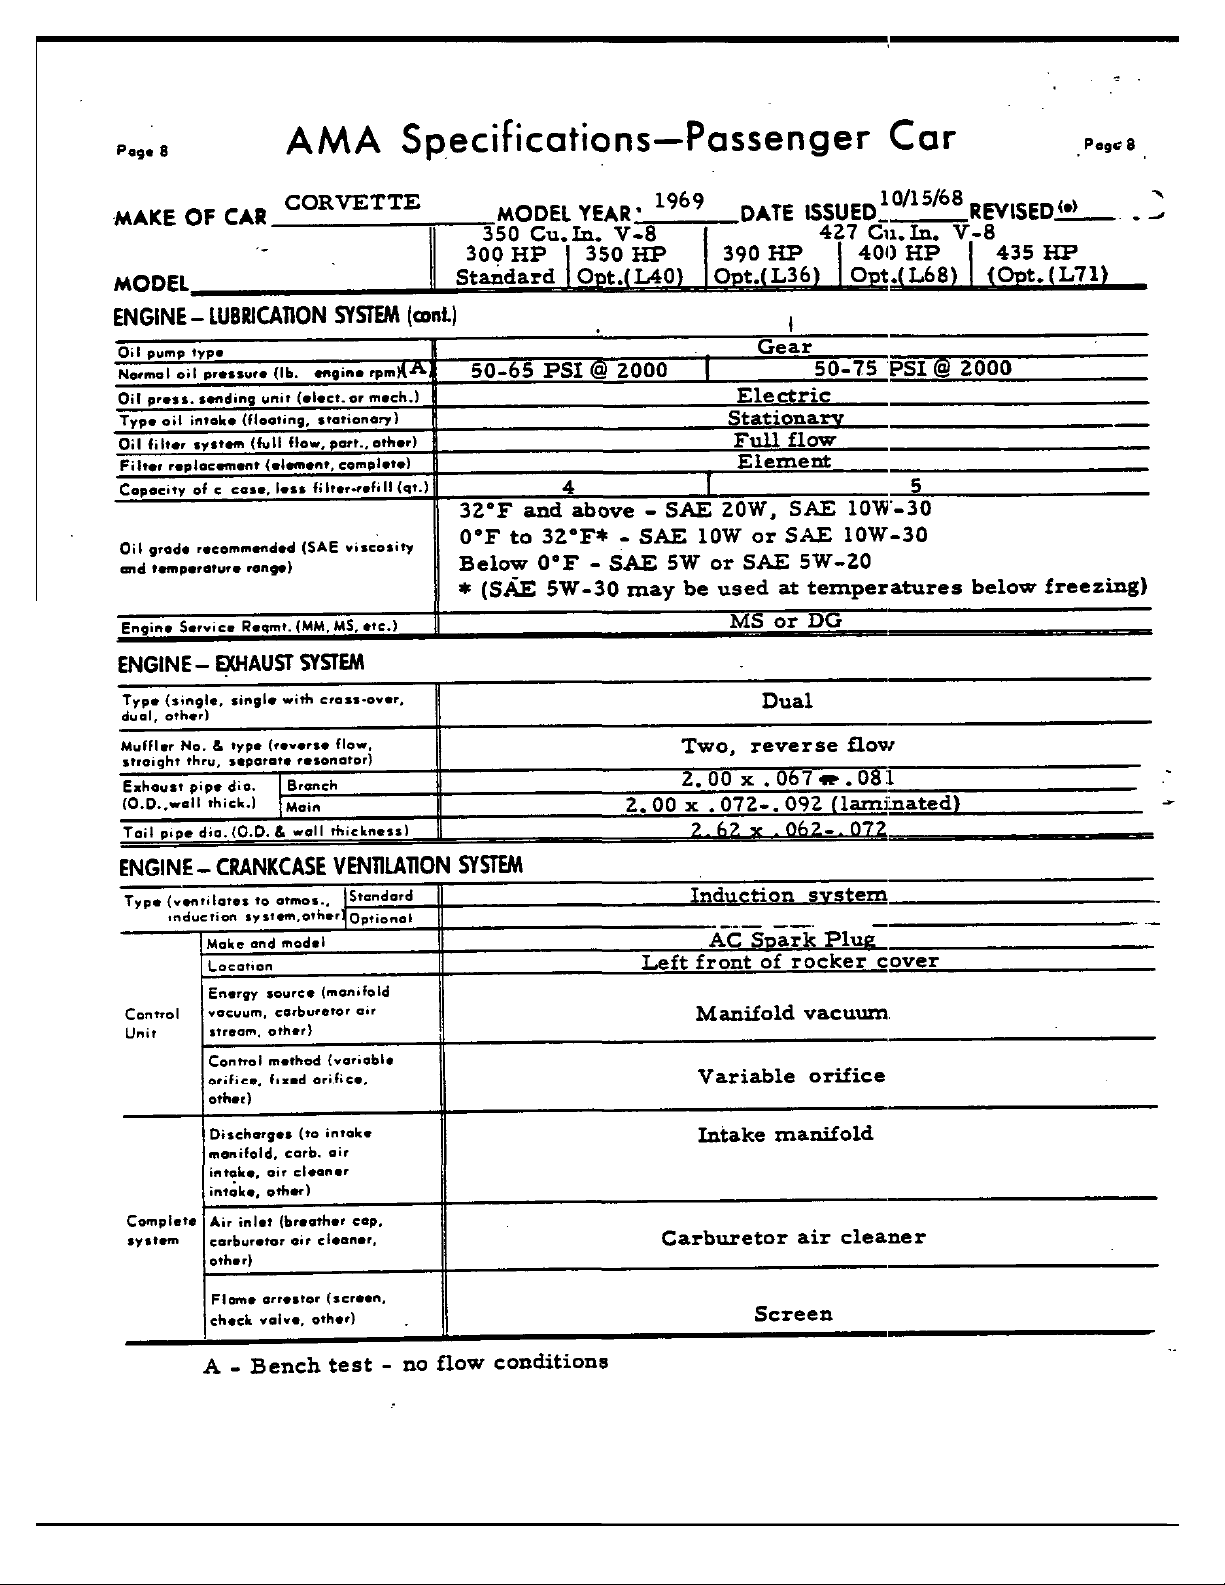 Page 8 AMA Specifications—Passenger Car Page 8
MAKE OF CAR CORVETTE MODEL YEAR 1969 DATE ISSUED 10/15/68 REVISED (•)
350 Cu. In. V-8 427 Cu. In. V-8
300 HP 350 HP 390 HP 400 HP 435 HP
MODEL Standard Opt. (L40) Opt. (L36) Opt. (L68) (Opt. (L71)
ENGINE – LUBRICATION SYSTEM (cont.)
Oil pump type Gear
Normal oil pressure (lb. engine rpm) (A) 50-65 PSI @ 2000 50-75 PSI @ 2000
Oil press. sending unit (elect. or mech.) Electric
Type oil intake (floating, stationary) Stationary
Oil filter system (full flow, part., other) Full flow
Filter replacement (element, complete) Element
Capacity of c case, less filter-refill (qt.) 4 5
32°F and above - SAE 20W, SAE 10W-30
0°F to 32°F* - SAE 10W or SAE 10W-30
Oil grade recommended (SAE viscosity
and temperature range) Below 0°F - SAE 5W or SAE 5W-20
* (SAE 5W-30 may be used at temperatures below freezing)
Engine Service Reqmt. (MM, MS, etc.) MS or DG
ENGINE – EXHAUST SYSTEM
Type (single, single with cross-over, Dual
dual, other)
Muffler No. & type (reverse flow, Two, reverse flow
straight thru, separate resonator)
Exhaust pipe dia. Branch 2.00 x .067 - .081
(O.D., wall thick.) Main 2.00 x .072-.092 (laminated)
Tail pipe dia. (O.D. & wall thickness) 2.62 x .062-.072
ENGINE – CRANKCASE VENTILATION SYSTEM
Type (ventilates to atmos., Standard Induction system
induction system, other) Optional
Make and model AC Spark Plug
Location Left front of rocker cover
Energy source (manifold
Control vacuum, carburetor air Manifold vacuum
Unit stream, other)
Control method (variable
orifice, fixed orifice, Variable orifice
other)
Discharges (to intake Intake manifold
manifold, carb. air
intake, air cleaner
intake, other)
Complete Air inlet (breather cap,
system carburetor air cleaner, Carburetor air cleaner
other)
Flame arrestor (screen,
check valve, other) Screen
A - Bench test - no flow conditions